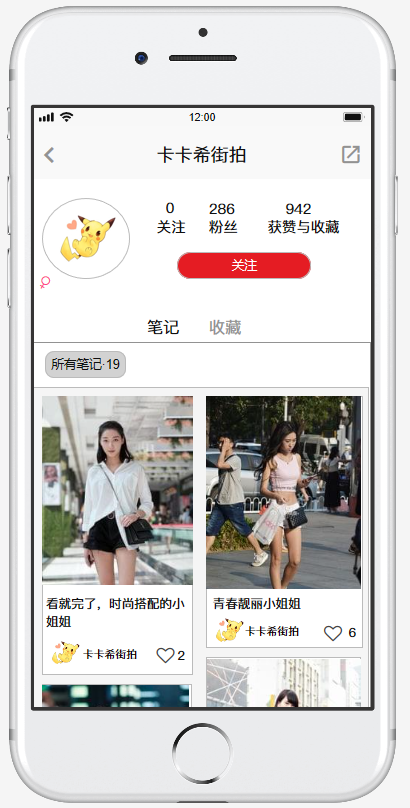 12:00
卡卡希街拍
0 286 942
关注 粉丝 获赞与收藏
关注
笔记 收藏
所有笔记·19
看就完了，时尚搭配的小
姐姐
卡卡希街拍 2
青春靓丽小姐姐
卡卡希街拍 6